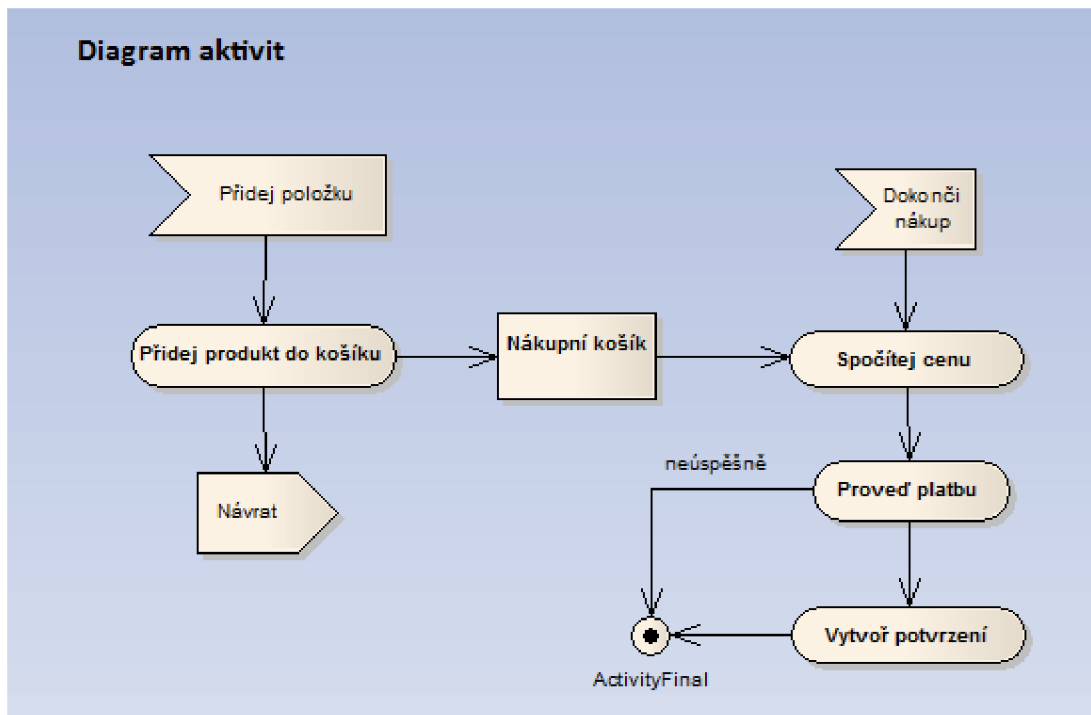 Diagram aktivit
Přidej položku
Dokonči
nákup
Přidej produkt do košíku
Nákupní košík
Spočítej cenu
neúspěšně
Proveď platbu
Návrat
Vytvoř potvrzení
ActivityFinal